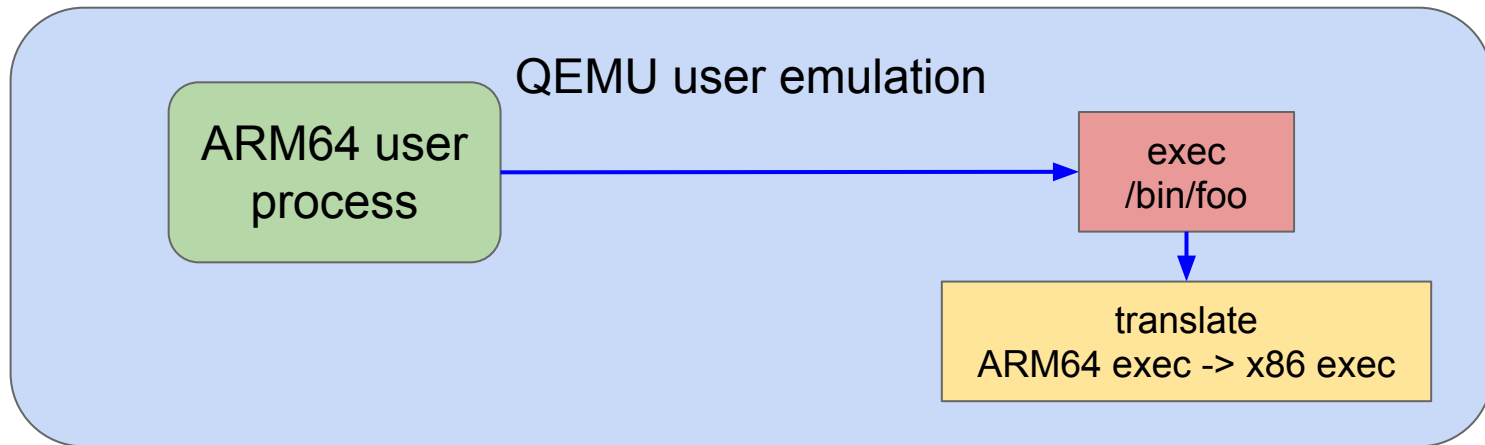 QEMU user emulation
ARM64 user
process
exec
/bin/foo
translate
ARM64 exec -> x86 exec